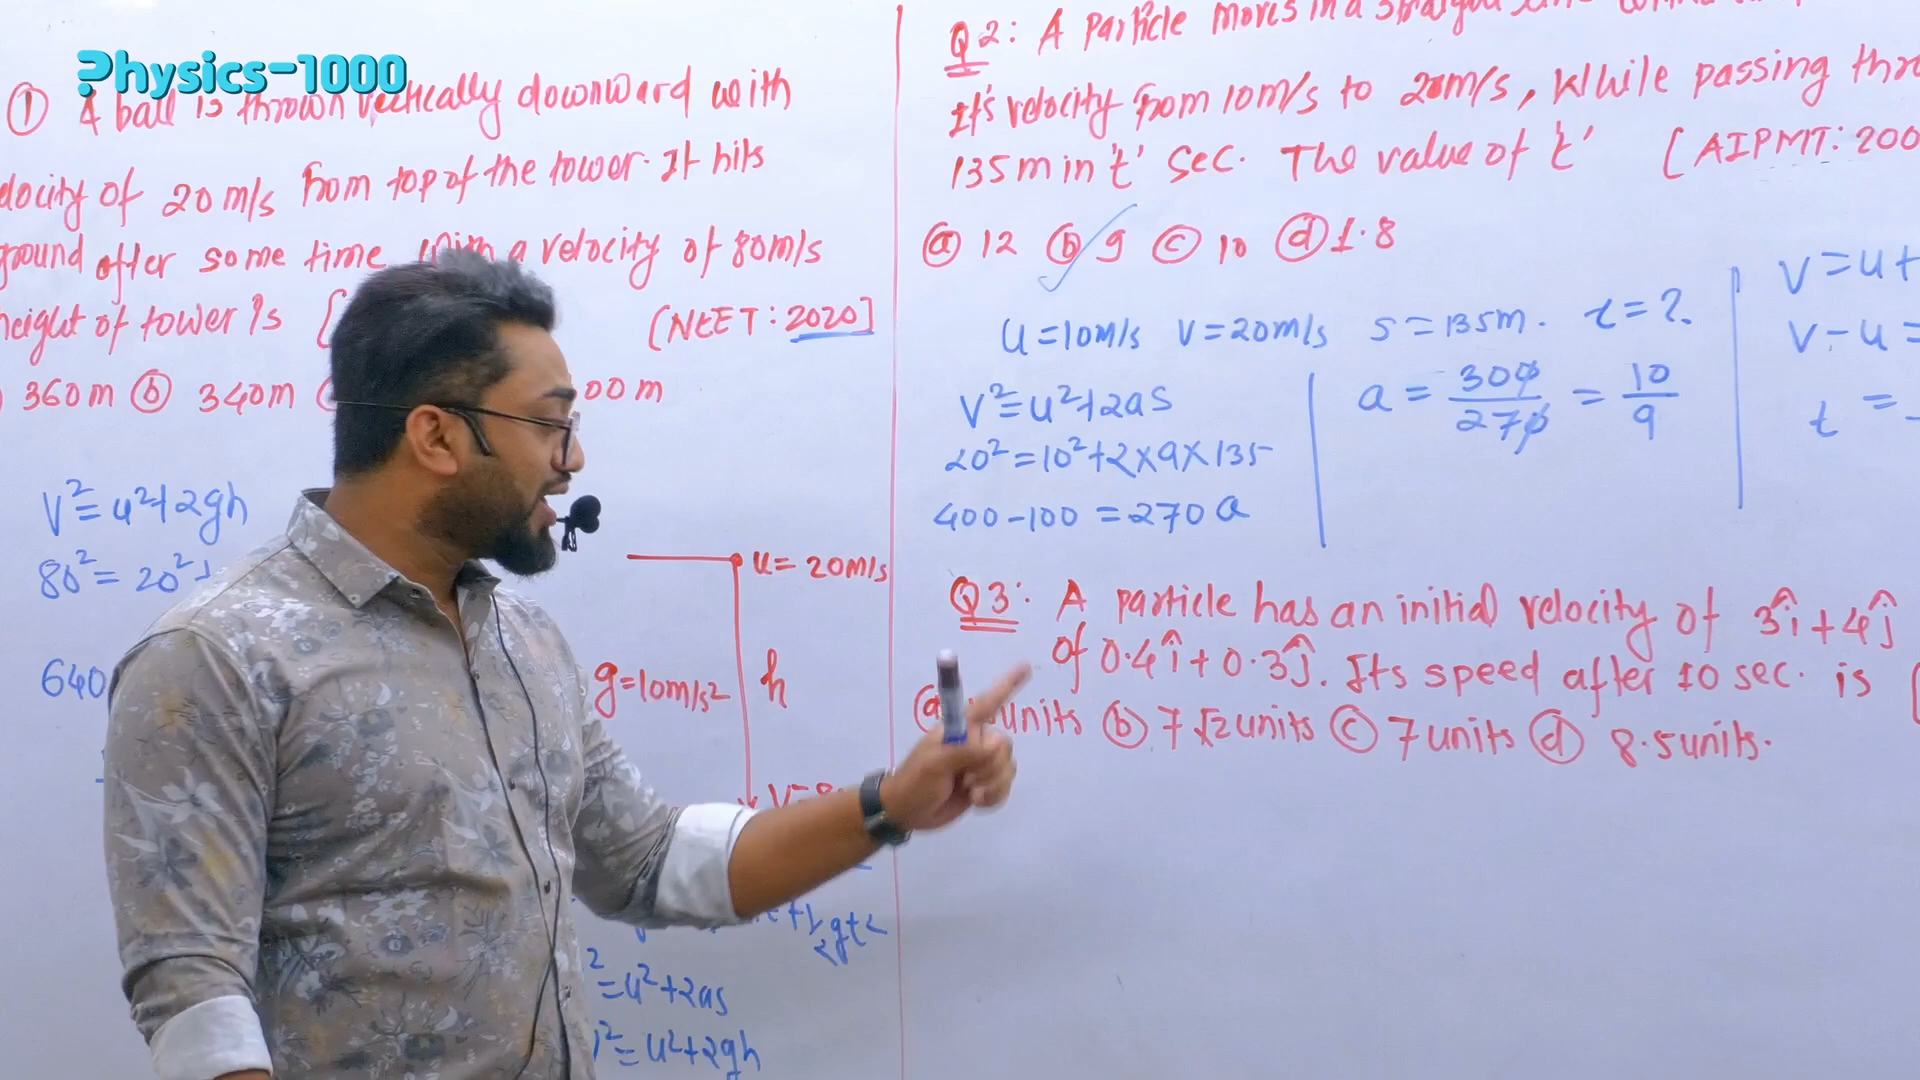 Physics-1000
① A ball is thrown vertically downward with
velocity of 20 m/s from top of the tower. It hits
ground after some time with a velocity of 80m/s
height of tower is [NEET: 2020]
360m ⓑ 340m 00 m
V²=u²+2gh
80²= 20²+
640
u= 20m/s
g=10m/s² h
+½gt²
²=u²+2as
²=u²+2gh
Q2: A particle moves in a straight line
It's velocity from 10m/s to 20m/s, While passing
135m in 't' sec. The value of 't' [AIPMT: 200
ⓐ 12 ⓑ 9 ⓒ 10 ⓓ 1.8
u=10m/s v=20m/s s=135m. t=?
V²=u²+2as
20²=10²+2×a×135
400-100 =270 a
a = 300/270 = 10/9
V=u+
V-u =
t =
Q3: A particle has an initial velocity of 3î+4ĵ
of 0.4î+0.3ĵ. Its speed after 10 sec. is
ⓐ units ⓑ 7√2 units ⓒ 7 units ⓓ 8.5 units.